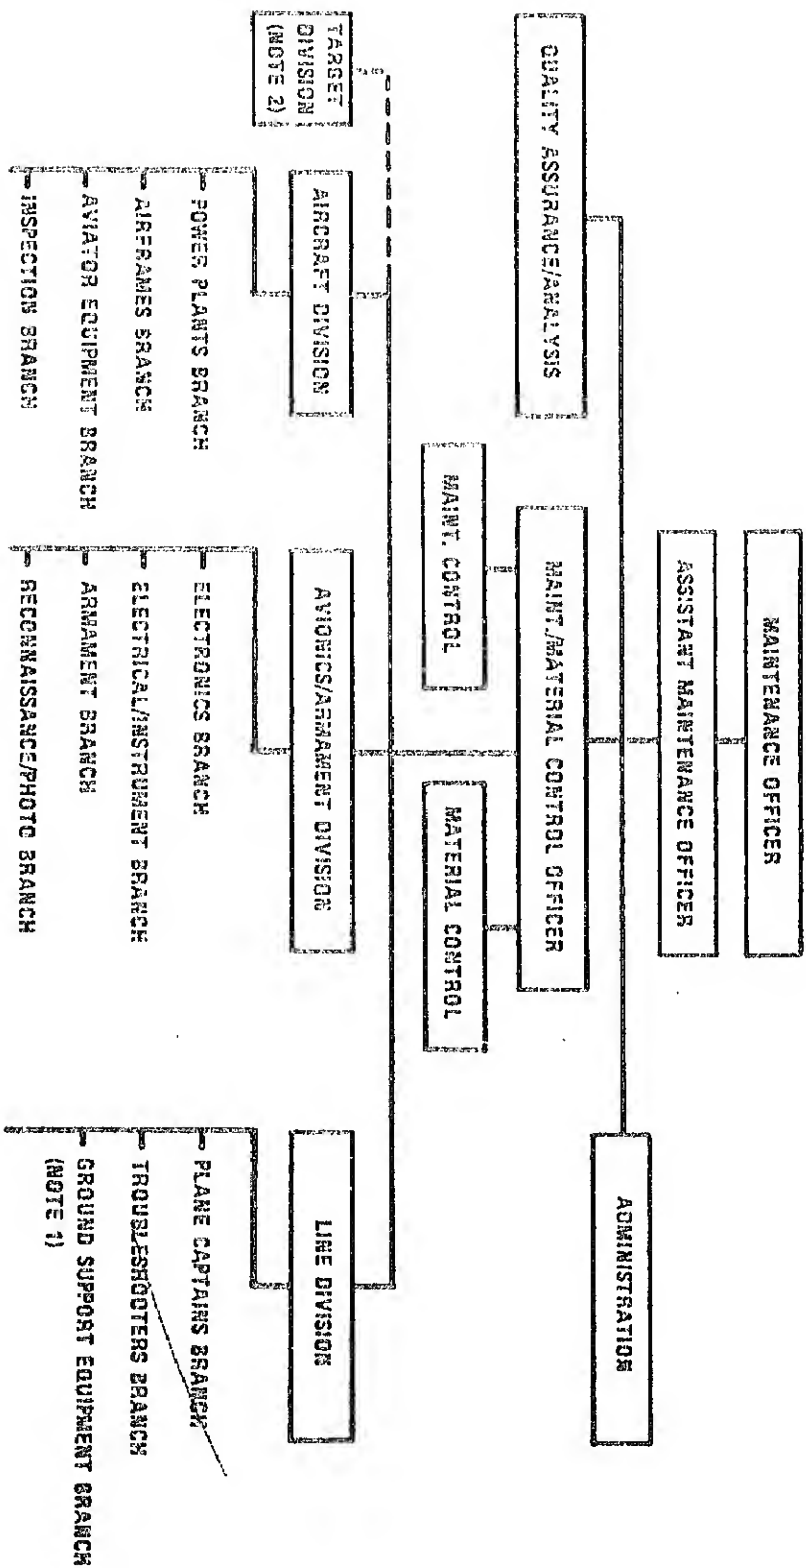 MAINTENANCE OFFICER
ASSISTANT MAINTENANCE OFFICER
QUALITY ASSURANCE/ANALYSIS
ADMINISTRATION
MAINT./MATERIAL CONTROL OFFICER
MAINT. CONTROL
MATERIAL CONTROL
TARGET
DIVISION
(NOTE 2)
AIRCRAFT DIVISION
POWER PLANTS BRANCH
AIRFRAMES BRANCH
AVIATOR EQUIPMENT BRANCH
INSPECTION BRANCH
AVIONICS/ARMAMENT DIVISION
ELECTRONICS BRANCH
ELECTRICAL/INSTRUMENT BRANCH
ARMAMENT BRANCH
RECONNASSANCE/PHOTO BRANCH
LINE DIVISION
PLANE CAPTAINS BRANCH
TROUBLESHOOTERS BRANCH
GROUND SUPPORT EQUIPMENT BRANCH
(NOTE 1)